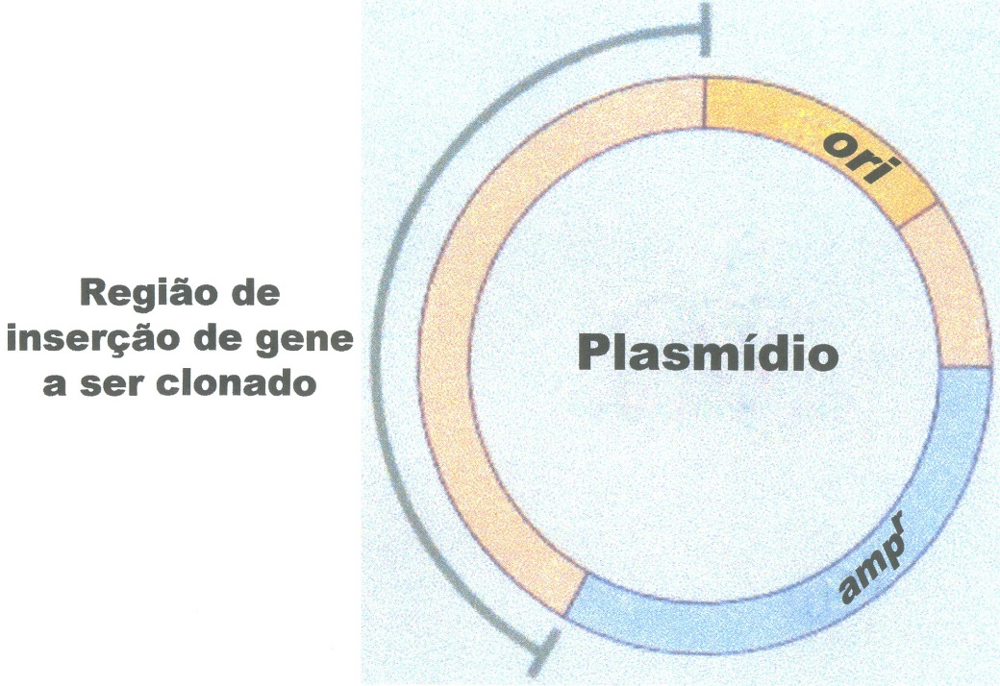 ori
Região de
inserção de gene
a ser clonado
Plasmídio
ampʳ